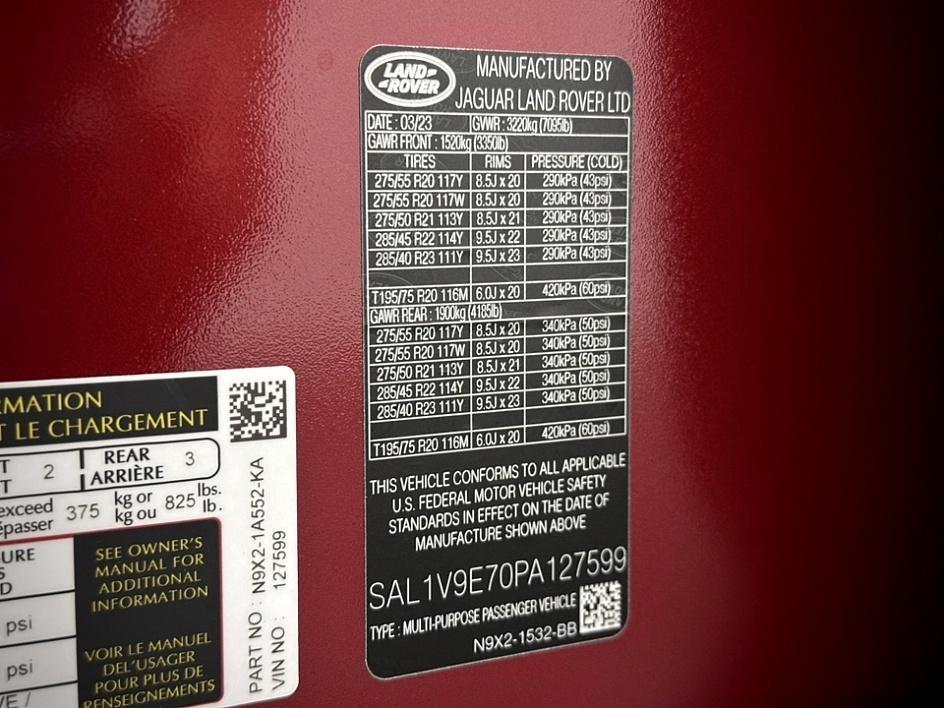 LAND-
-ROVER
MANUFACTURED BY
JAGUAR LAND ROVER LTD
DATE : 03/23 GVWR : 3220kg (7095lb)
GAWR FRONT : 1520kg (3350lb)
TIRES RIMS PRESSURE (COLD)
275/55 R20 117Y 8.5J x 20 290kPa (43psi)
275/55 R20 117W 8.5J x 20 290kPa (43psi)
275/50 R21 113Y 8.5J x 21 290kPa (43psi)
285/45 R22 114Y 9.5J x 22 290kPa (43psi)
285/40 R23 111Y 9.5J x 23 290kPa (43psi)
T195/75 R20 116M 6.0J x 20 420kPa (60psi)
GAWR REAR : 1900kg (4185lb)
275/55 R20 117Y 8.5J x 20 340kPa (50psi)
275/55 R20 117W 8.5J x 20 340kPa (50psi)
275/50 R21 113Y 8.5J x 21 340kPa (50psi)
285/45 R22 114Y 9.5J x 22 340kPa (50psi)
285/40 R23 111Y 9.5J x 23 340kPa (50psi)
T195/75 R20 116M 6.0J x 20 420kPa (60psi)
THIS VEHICLE CONFORMS TO ALL APPLICABLE
U.S. FEDERAL MOTOR VEHICLE SAFETY
STANDARDS IN EFFECT ON THE DATE OF
MANUFACTURE SHOWN ABOVE
SAL1V9E70PA127599
TYPE : MULTI-PURPOSE PASSENGER VEHICLE
N9X2-1532-BB
RMATION
T LE CHARGEMENT
T 2 REAR 3
T ARRIÈRE
exceed 375 kg or 825 lbs.
épasser kg ou lb.
URE
S
D
SEE OWNER'S
MANUAL FOR
ADDITIONAL
INFORMATION
psi
psi
VE /
VOIR LE MANUEL
DEL'USAGER
POUR PLUS DE
RENSEIGNEMENTS
PART NO : N9X2-1A552-KA
VIN NO : 127599